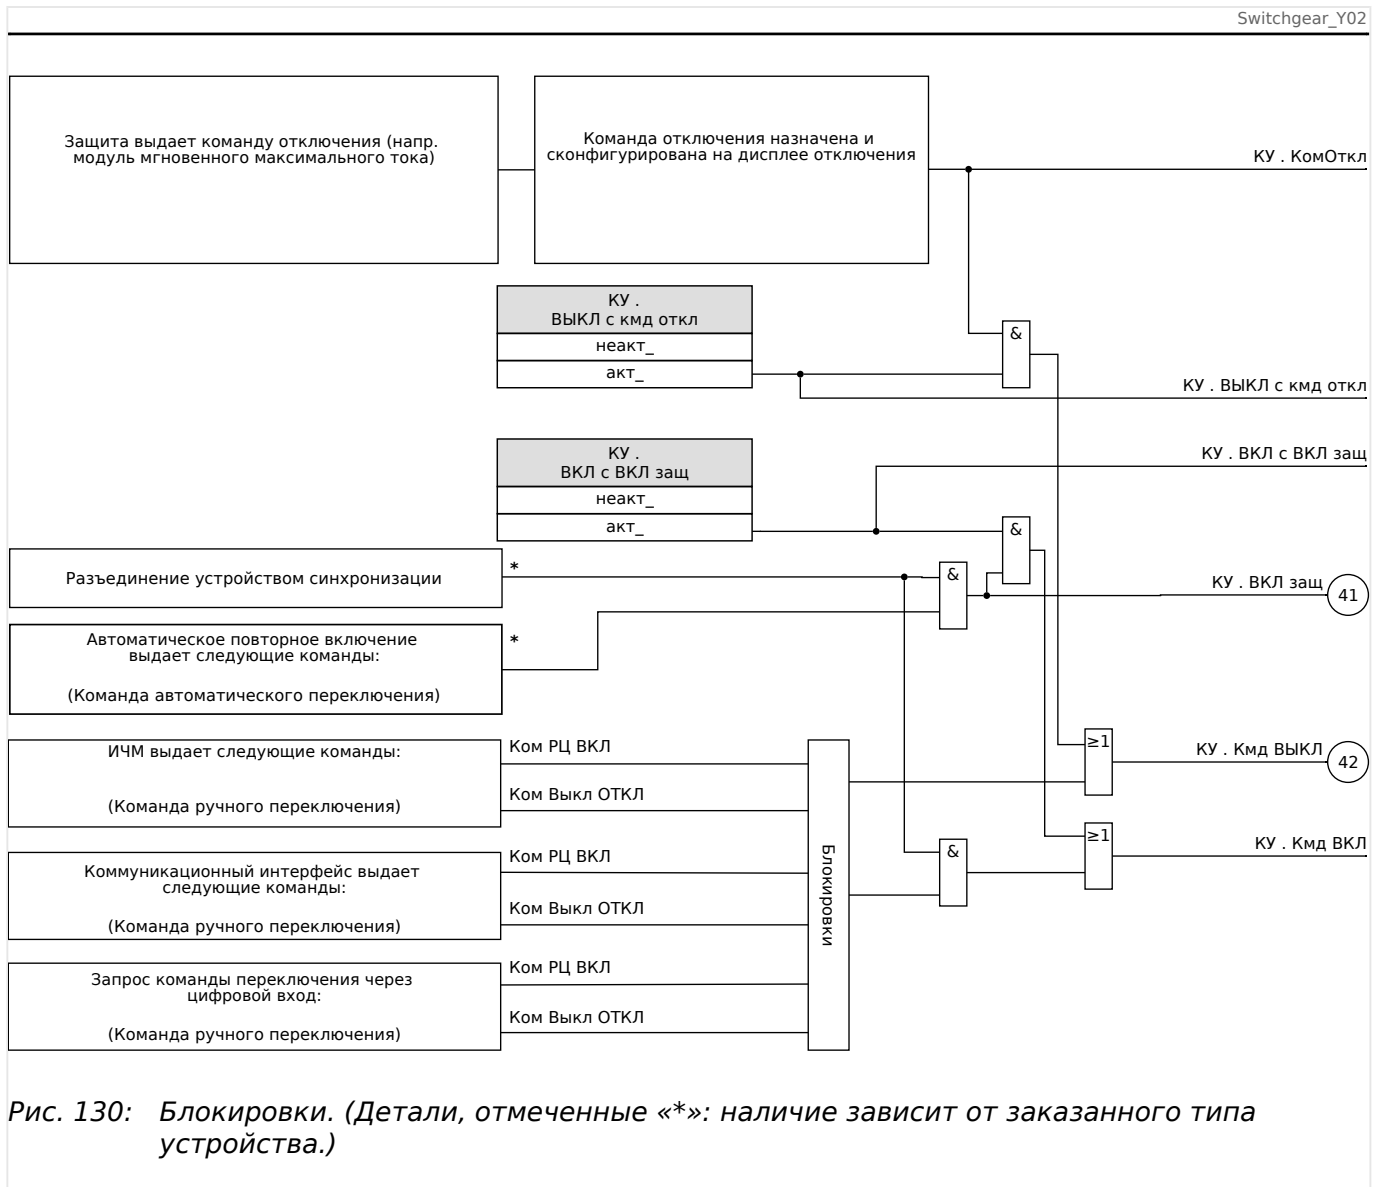 Switchgear_Y02
Защита выдает команду отключения (напр.
модуль мгновенного максимального тока)
Команда отключения назначена и
сконфигурирована на дисплее отключения
КУ . КомОткл
КУ .
ВЫКЛ с кмд откл
неакт_
акт_
&
КУ . ВЫКЛ с кмд откл
КУ .
ВКЛ с ВКЛ защ
неакт_
акт_
КУ . ВКЛ с ВКЛ защ
&
Разъединение устройством синхронизации
*
&
КУ . ВКЛ защ
41
Автоматическое повторное включение
выдает следующие команды:
(Команда автоматического переключения)
*
ИЧМ выдает следующие команды:
(Команда ручного переключения)
Ком РЦ ВКЛ
Ком Выкл ОТКЛ
≥1
КУ . Кмд ВЫКЛ
42
Коммуникационный интерфейс выдает
следующие команды:
(Команда ручного переключения)
Ком РЦ ВКЛ
Ком Выкл ОТКЛ
Блокировки
&
≥1
КУ . Кмд ВКЛ
Запрос команды переключения через
цифровой вход:
(Команда ручного переключения)
Ком РЦ ВКЛ
Ком Выкл ОТКЛ
Рис. 130: Блокировки. (Детали, отмеченные «*»: наличие зависит от заказанного типа
устройства.)